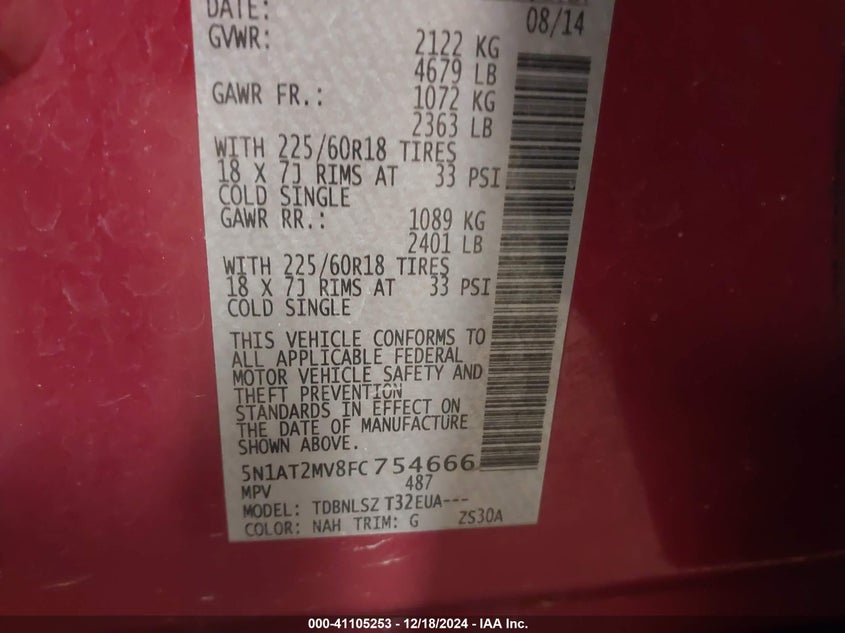 DATE: 08/14
GVWR: 2122 KG
4679 LB
GAWR FR.: 1072 KG
2363 LB
WITH 225/60R18 TIRES
18 X 7J RIMS AT 33 PSI
COLD SINGLE
GAWR RR.: 1089 KG
2401 LB
WITH 225/60R18 TIRES
18 X 7J RIMS AT 33 PSI
COLD SINGLE
THIS VEHICLE CONFORMS TO
ALL APPLICABLE FEDERAL
MOTOR VEHICLE SAFETY AND
THEFT PREVENTION
STANDARDS IN EFFECT ON
THE DATE OF MANUFACTURE
SHOWN ABOVE.
5N1AT2MV8FC754666
MPV 487
MODEL: TDBNLSZ T32EUA---
COLOR: NAH TRIM: G ZS30A
000-41105253 - 12/18/2024 - IAA Inc.